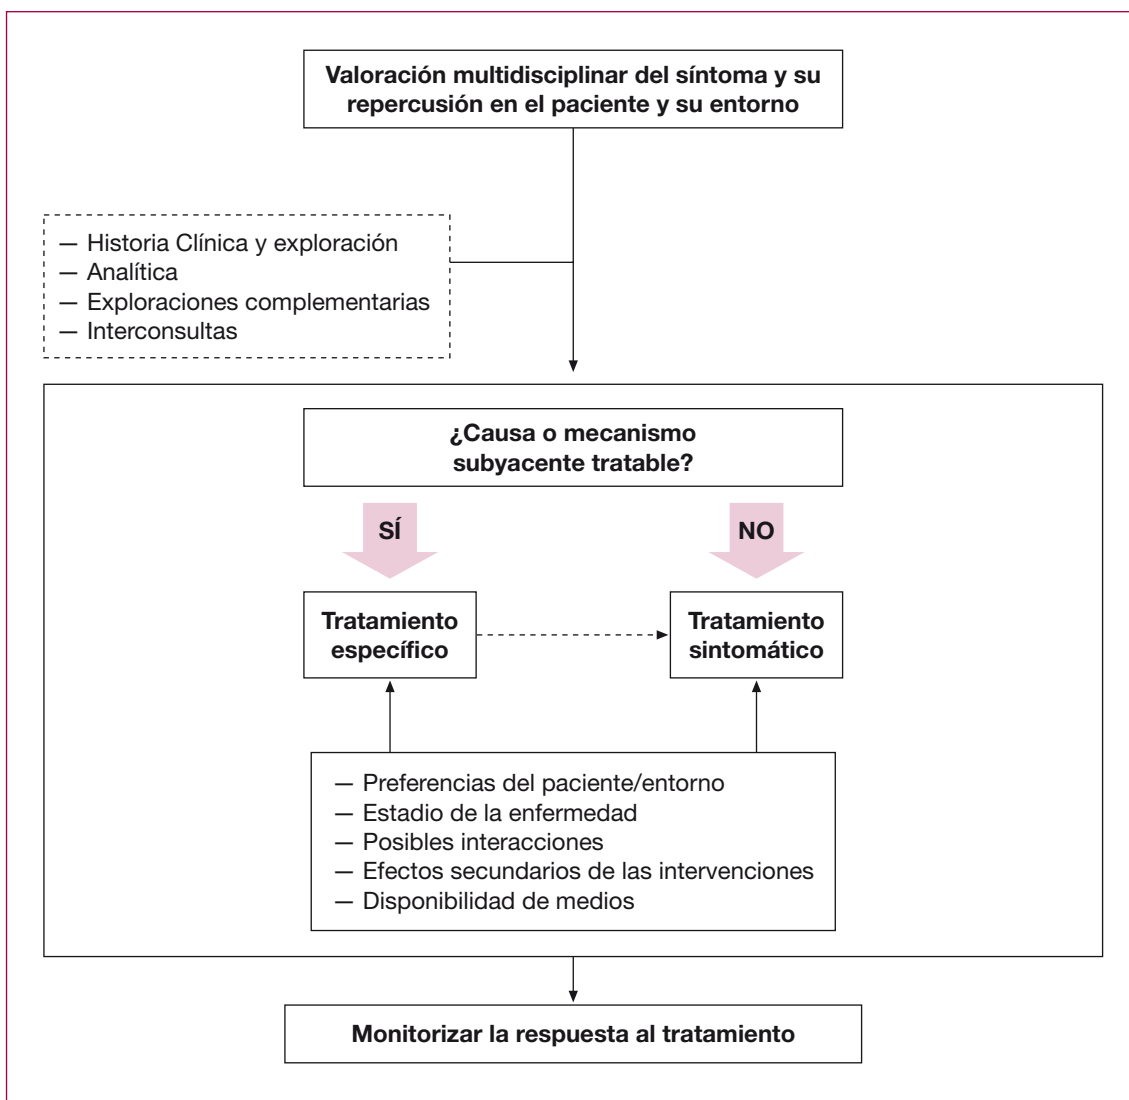 Valoración multidisciplinar del síntoma y su
repercusión en el paciente y su entorno
— Historia Clínica y exploración
— Analítica
— Exploraciones complementarias
— Interconsultas
¿Causa o mecanismo
subyacente tratable?
SÍ
NO
Tratamiento
específico
Tratamiento
sintomático
— Preferencias del paciente/entorno
— Estadio de la enfermedad
— Posibles interacciones
— Efectos secundarios de las intervenciones
— Disponibilidad de medios
Monitorizar la respuesta al tratamiento